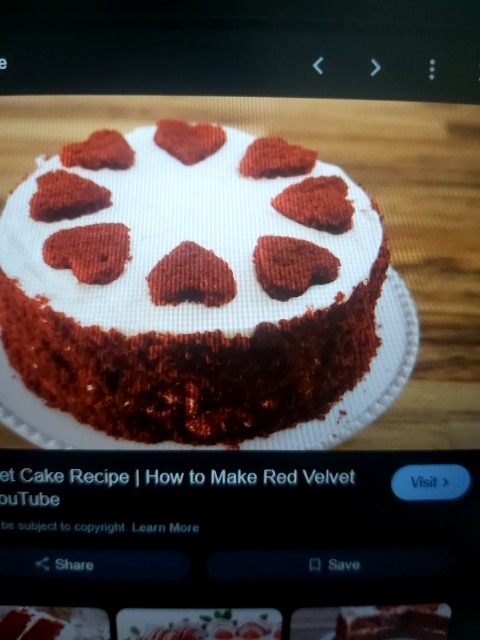 e
et Cake Recipe | How to Make Red Velvet
ouTube
be subject to copyright. Learn More
Visit >
Share
Save